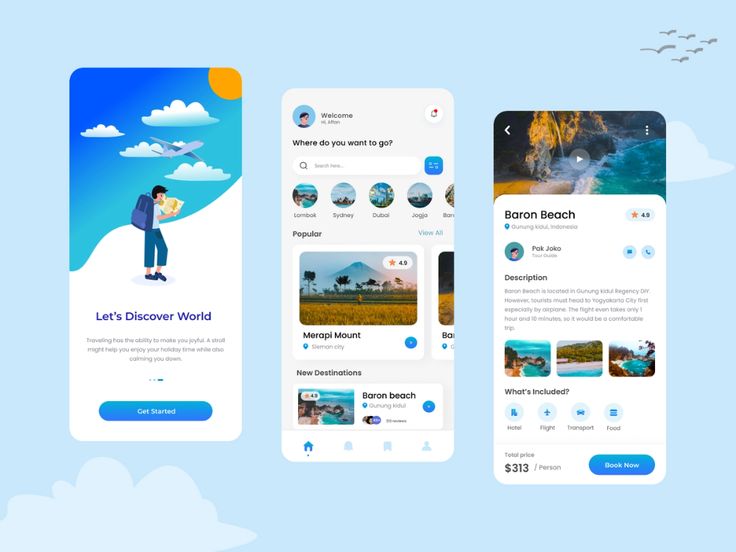 Let's Discover World
Traveling has the ability to make you joyful. A stroll
might help you enjoy your holiday time while also
calming you down.
Get Started
Welcome
Hi, Affan
Where do you want to go?
Search here...
Lombok
Sydney
Dubai
Jogja
Bar
Popular
View All
4.9
Merapi Mount
Sleman city
Ba
New Destinations
4.9
Baron beach
Gunung kidul
Baron Beach
4.9
Gunung kidul, Indonesia
Pak Joko
Tour Guide
Description
Baron Beach is located in Gunung kidul Regency DIY.
However, tourists must head to Yogyakarta City first
especially by airplane. The flight even takes only 1
hour and 10 minutes, so it would be a comfortable
trip.
What's Included?
Hotel
Flight
Transport
Food
Total price
$313 / Person
Book Now